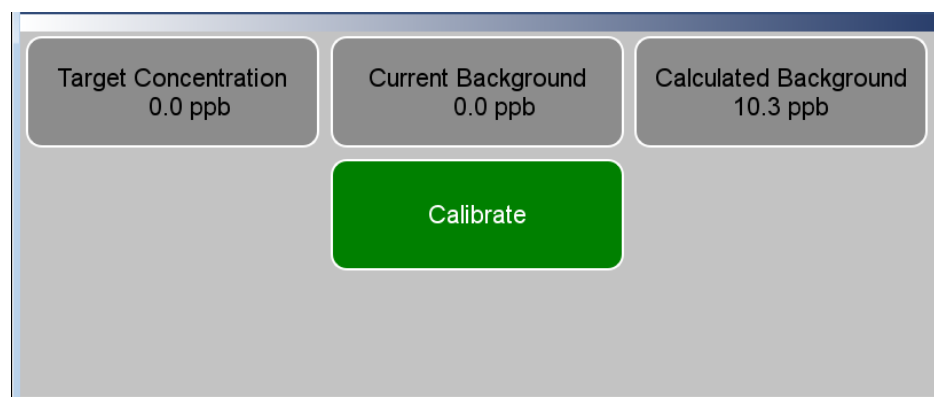 Target Concentration
0.0 ppb
Current Background
0.0 ppb
Calculated Background
10.3 ppb
Calibrate